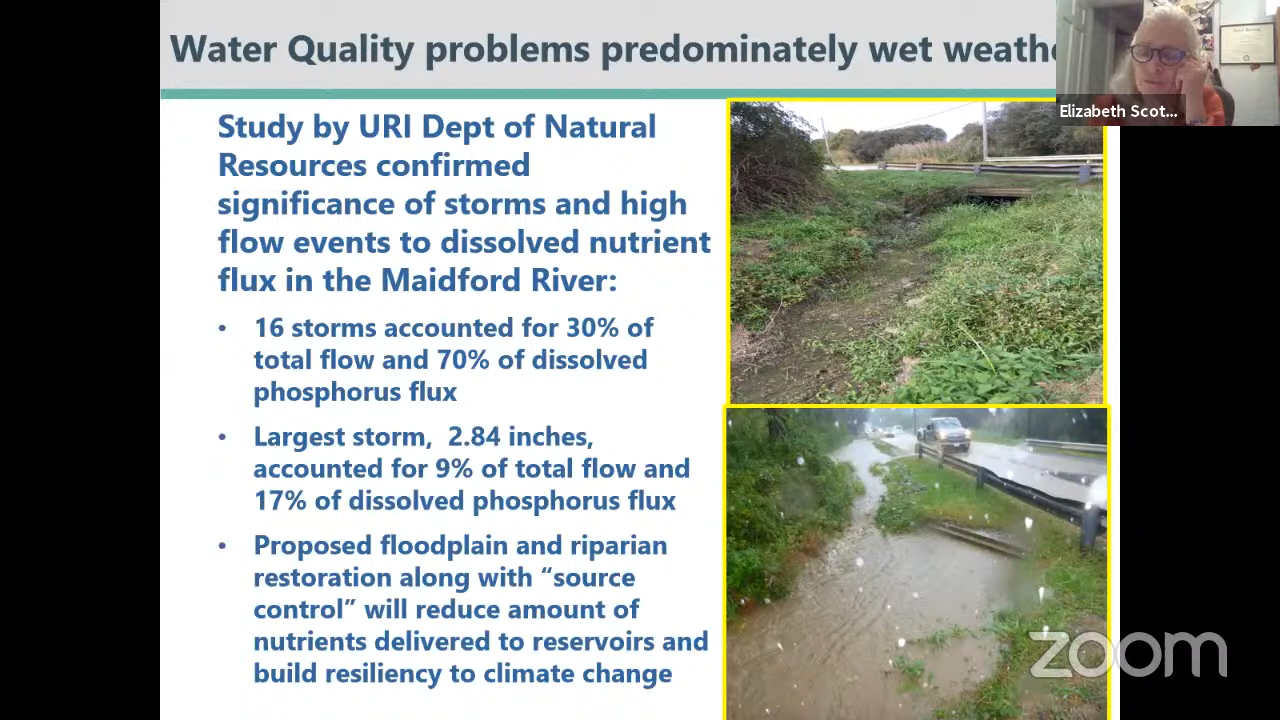 Water Quality problems predominately wet weathe
Elizabeth Scot...
Study by URI Dept of Natural
Resources confirmed
significance of storms and high
flow events to dissolved nutrient
flux in the Maidford River:
• 16 storms accounted for 30% of
total flow and 70% of dissolved
phosphorus flux
• Largest storm, 2.84 inches,
accounted for 9% of total flow and
17% of dissolved phosphorus flux
• Proposed floodplain and riparian
restoration along with “source
control” will reduce amount of
nutrients delivered to reservoirs and
build resiliency to climate change
zoom